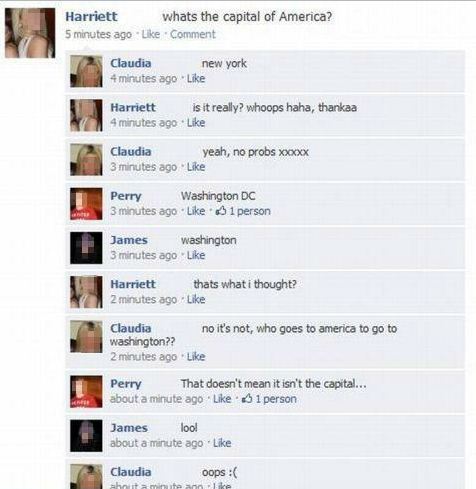 Harriett whats the capital of America?
5 minutes ago · Like · Comment
Claudia new york
4 minutes ago · Like
Harriett is it really? whoops haha, thankaa
4 minutes ago · Like
Claudia yeah, no probs xxxxx
3 minutes ago · Like
Perry Washington DC
3 minutes ago · Like · 1 person
James washington
3 minutes ago · Like
Harriett thats what i thought?
2 minutes ago · Like
Claudia no it's not, who goes to america to go to
washington??
2 minutes ago · Like
Perry That doesn't mean it isn't the capital...
about a minute ago · Like · 1 person
James lool
about a minute ago · Like
Claudia oops :(
about a minute ago · Like